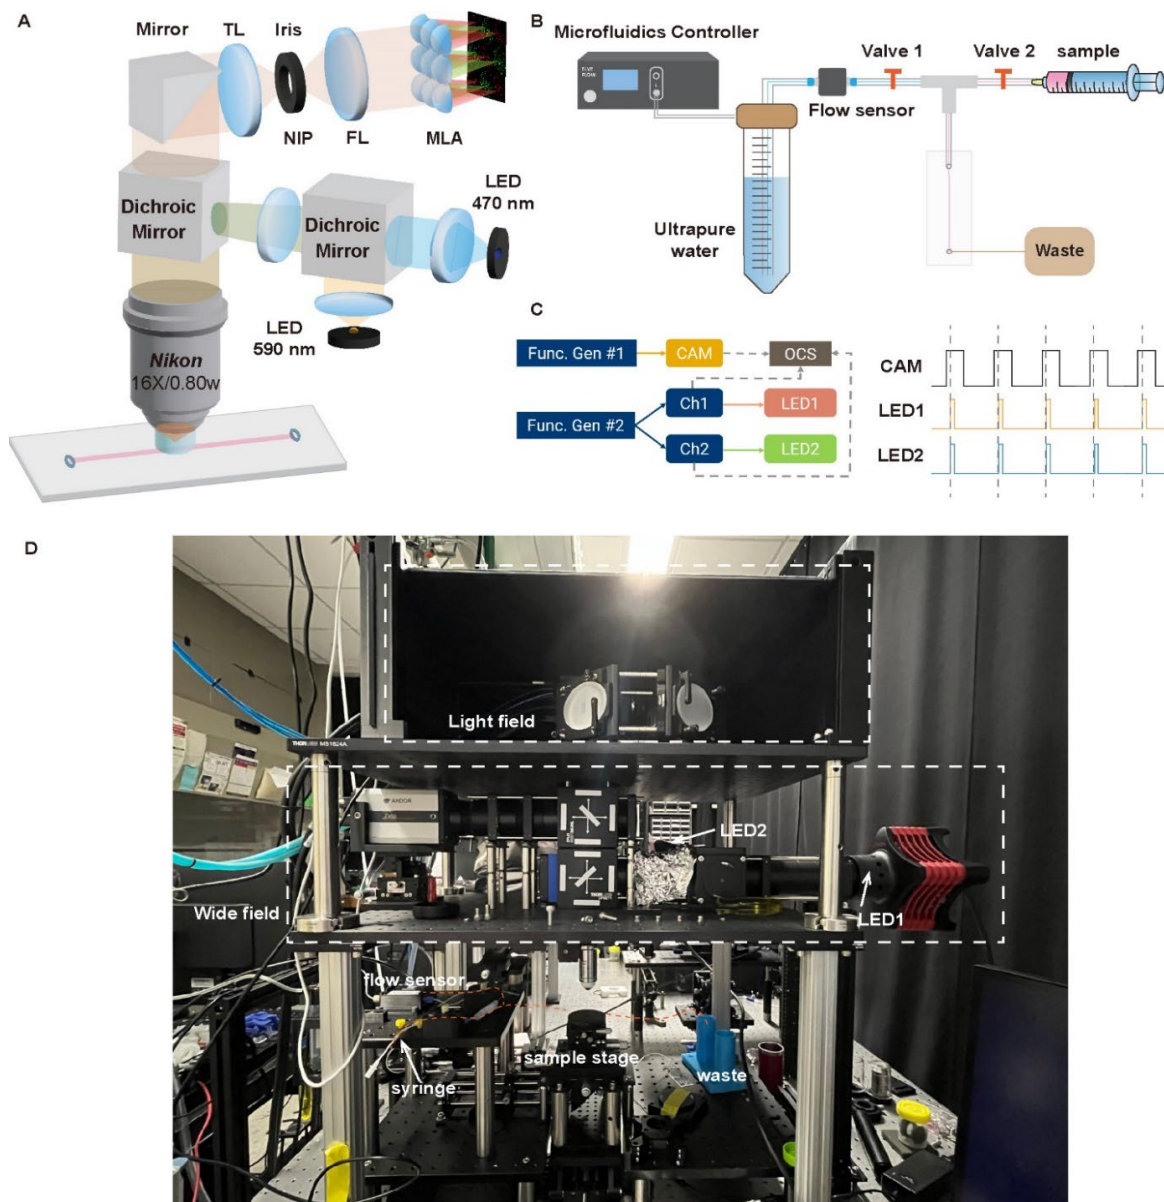 A
Mirror
TL
Iris
NIP
FL
MLA
Dichroic
Mirror
Dichroic
Mirror
LED
470 nm
LED
590 nm
Nikon
16X/0.80w
B
Microfluidics Controller
Valve 1
Valve 2
sample
Flow sensor
Ultrapure
water
Waste
C
Func. Gen #1
CAM
OCS
Func. Gen #2
Ch1
LED1
Ch2
LED2
CAM
LED1
LED2
D
Light field
THORLABS MB1824A
ANDOR
LED2
Wide field
LED1
flow sensor
sample stage
syringe
waste